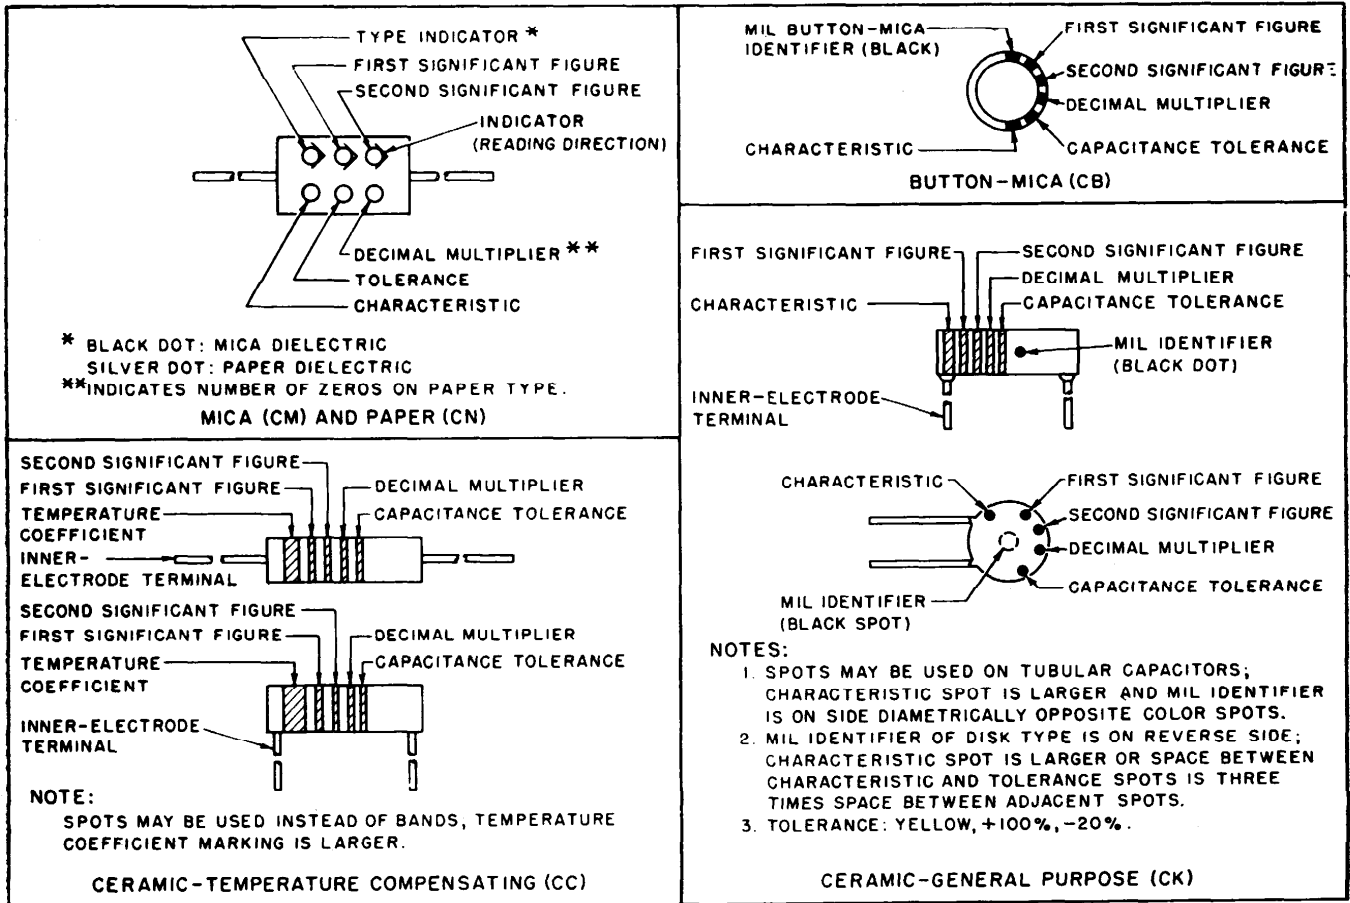 TYPE INDICATOR *
FIRST SIGNIFICANT FIGURE
SECOND SIGNIFICANT FIGURE
INDICATOR
(READING DIRECTION)
DECIMAL MULTIPLIER **
TOLERANCE
CHARACTERISTIC
* BLACK DOT: MICA DIELECTRIC
SILVER DOT: PAPER DIELECTRIC
**INDICATES NUMBER OF ZEROS ON PAPER TYPE.
MICA (CM) AND PAPER (CN)
MIL BUTTON-MICA
IDENTIFIER (BLACK)
FIRST SIGNIFICANT FIGURE
SECOND SIGNIFICANT FIGURE
DECIMAL MULTIPLIER
CHARACTERISTIC
CAPACITANCE TOLERANCE
BUTTON-MICA (CB)
SECOND SIGNIFICANT FIGURE
FIRST SIGNIFICANT FIGURE
DECIMAL MULTIPLIER
TEMPERATURE
COEFFICIENT
CAPACITANCE TOLERANCE
INNER-
ELECTRODE TERMINAL
SECOND SIGNIFICANT FIGURE
FIRST SIGNIFICANT FIGURE
DECIMAL MULTIPLIER
TEMPERATURE
COEFFICIENT
CAPACITANCE TOLERANCE
INNER-ELECTRODE
TERMINAL
NOTE:
SPOTS MAY BE USED INSTEAD OF BANDS, TEMPERATURE
COEFFICIENT MARKING IS LARGER.
CERAMIC-TEMPERATURE COMPENSATING (CC)
FIRST SIGNIFICANT FIGURE
SECOND SIGNIFICANT FIGURE
DECIMAL MULTIPLIER
CHARACTERISTIC
CAPACITANCE TOLERANCE
MIL IDENTIFIER
(BLACK DOT)
INNER-ELECTRODE
TERMINAL
CHARACTERISTIC
FIRST SIGNIFICANT FIGURE
SECOND SIGNIFICANT FIGURE
DECIMAL MULTIPLIER
CAPACITANCE TOLERANCE
MIL IDENTIFIER
(BLACK SPOT)
NOTES:
1. SPOTS MAY BE USED ON TUBULAR CAPACITORS;
CHARACTERISTIC SPOT IS LARGER AND MIL IDENTIFIER
IS ON SIDE DIAMETRICALLY OPPOSITE COLOR SPOTS.
2. MIL IDENTIFIER OF DISK TYPE IS ON REVERSE SIDE;
CHARACTERISTIC SPOT IS LARGER OR SPACE BETWEEN
CHARACTERISTIC AND TOLERANCE SPOTS IS THREE
TIMES SPACE BETWEEN ADJACENT SPOTS.
3. TOLERANCE: YELLOW, +100%, -20%.
CERAMIC-GENERAL PURPOSE (CK)